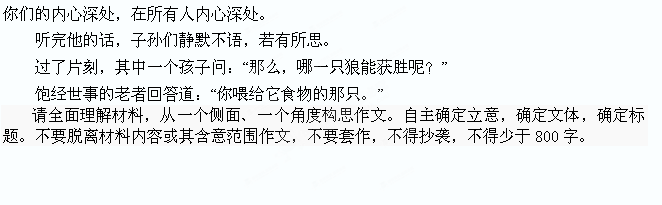 你们的内心深处，在所有人内心深处。
听完他的话，子孙们静默不语，若有所思。
过了片刻，其中一个孩子问：“那么，哪一只狼能获胜呢？”
饱经世事的老者回答道：“你喂给它食物的那只。”
请全面理解材料，从一个侧面、一个角度构思作文。自主确定立意，确定文体，确定标
题。不要脱离材料内容或其含意范围作文，不要套作，不得抄袭，不得少于 800 字。